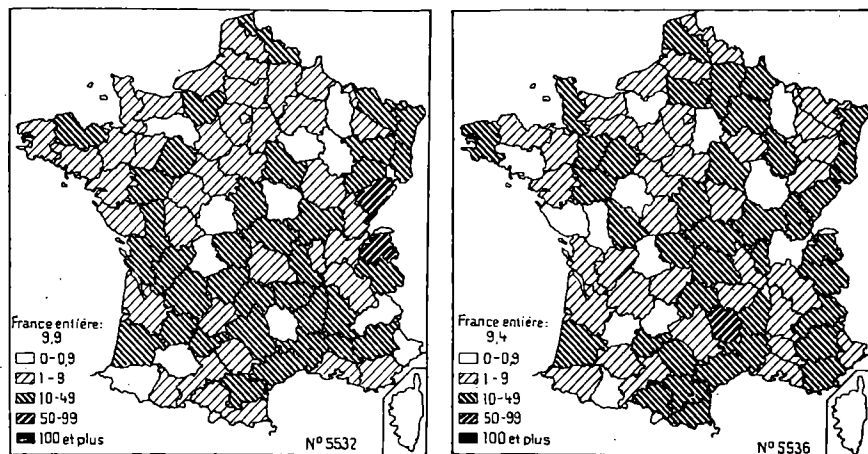 France entière:
9,9
0-0,9
1-9
10-49
50-99
100 et plus
Nº 5532
France entière:
9,4
0-0,9
1-9
10-49
50-99
100 et plus
Nº 5536